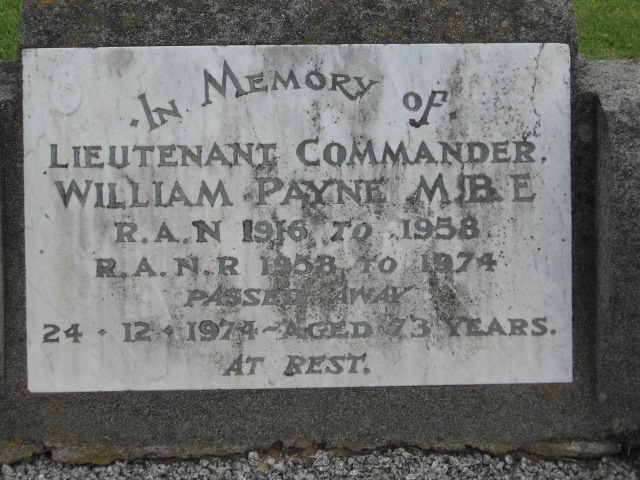 In Memory of
Lieutenant Commander.
William Payne M.B.E
R.A.N 1916 to 1958
R.A.N.R 1958 to 1974
Passed Away
24 · 12 · 1974 ~ Aged 73 Years.
At Rest.